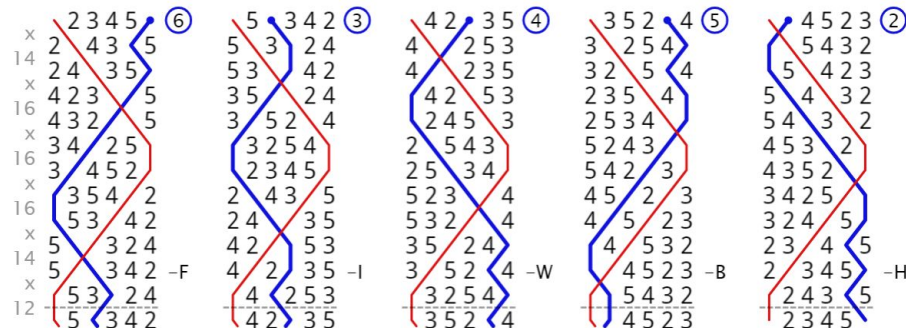 2 3 4 5 6 5 3 4 2 3 4 2 3 5 4 3 5 2 4 5 4 5 2 3 2
x
2 4 3 5 5 3 2 4 4 2 5 3 3 2 5 4 5 4 3 2
14
2 4 3 5 5 3 4 2 4 2 3 5 3 2 5 4 5 4 2 3
x
4 2 3 5 3 5 2 4 4 2 5 3 2 3 5 4 5 4 3 2
16
4 3 2 5 3 5 2 4 2 4 5 3 2 5 3 4 5 4 3 2
x
3 4 2 5 3 2 5 4 2 5 4 3 5 2 4 3 4 5 3 2
16
3 4 5 2 2 3 4 5 2 5 3 4 5 4 2 3 4 3 5 2
x
3 5 4 2 2 4 3 5 5 2 3 4 4 5 2 3 3 4 2 5
16
5 3 4 2 2 4 3 5 5 3 2 4 4 5 2 3 3 2 4 5
x
5 3 2 4 4 2 5 3 3 5 2 4 4 5 3 2 2 3 4 5
14
5 3 4 2 –F 4 2 3 5 –I 3 5 2 4 –W 4 5 2 3 –B 2 3 4 5 –H
x
5 3 2 4 4 2 5 3 3 2 5 4 5 4 3 2 2 4 3 5
12
5 3 4 2 4 2 3 5 3 5 2 4 5 4 2 3 2 3 4 5